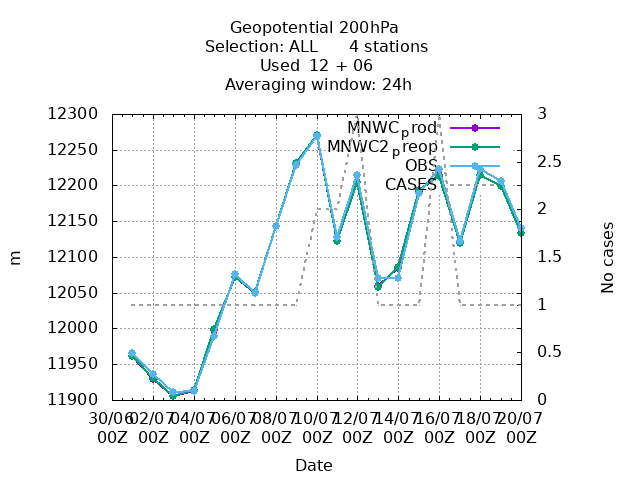 Geopotential 200hPa
Selection: ALL 4 stations
Used 12 + 06
Averaging window: 24h
12300
12250
12200
12150
12100
12050
12000
11950
11900
m
3
2.5
2
1.5
1
0.5
0
No cases
MNWCprod
MNWC2preop
OBS
CASES
30/06 02/07 04/07 06/07 08/07 10/07 12/07 14/07 16/07 18/07 20/07
00Z 00Z 00Z 00Z 00Z 00Z 00Z 00Z 00Z 00Z 00Z
Date